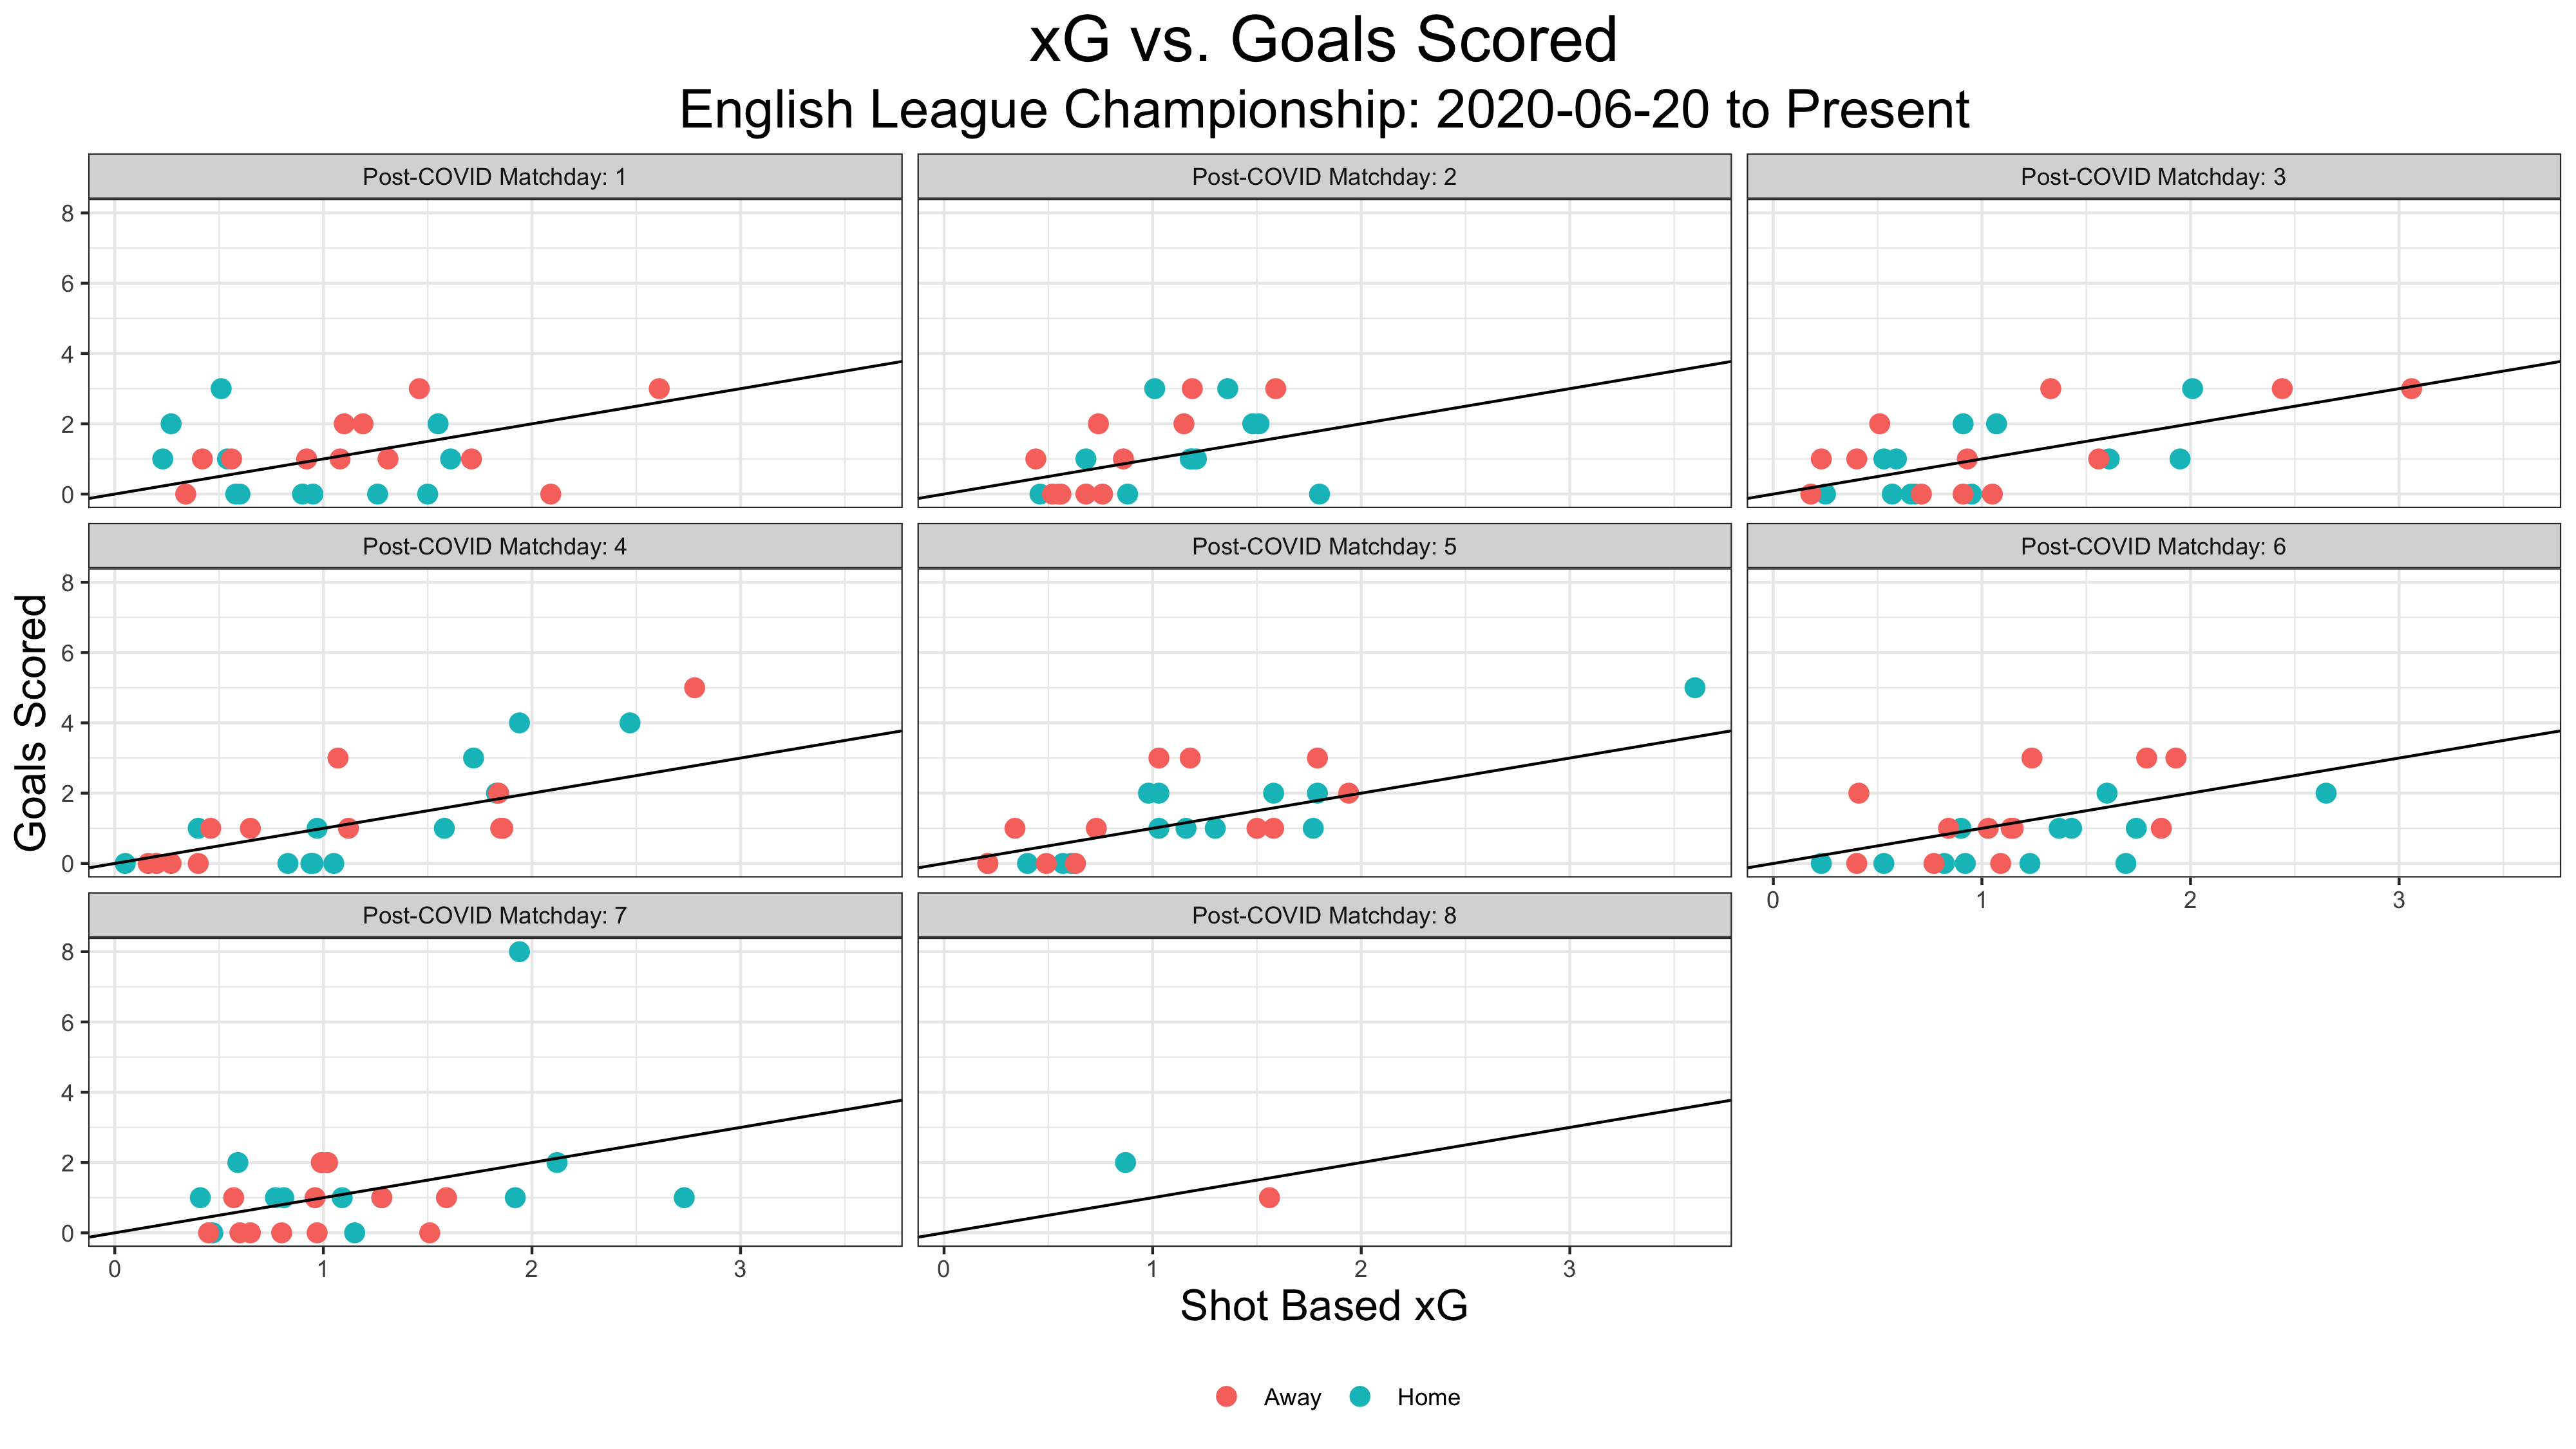 xG vs. Goals Scored
English League Championship: 2020-06-20 to Present
Post-COVID Matchday: 1
Post-COVID Matchday: 2
Post-COVID Matchday: 3
8
6
4
2
0
Post-COVID Matchday: 4
Post-COVID Matchday: 5
Post-COVID Matchday: 6
Goals Scored
8
6
4
2
0
0 1 2 3
Post-COVID Matchday: 7
Post-COVID Matchday: 8
8
6
4
2
0
0 1 2 3
0 1 2 3
Shot Based xG
Away Home